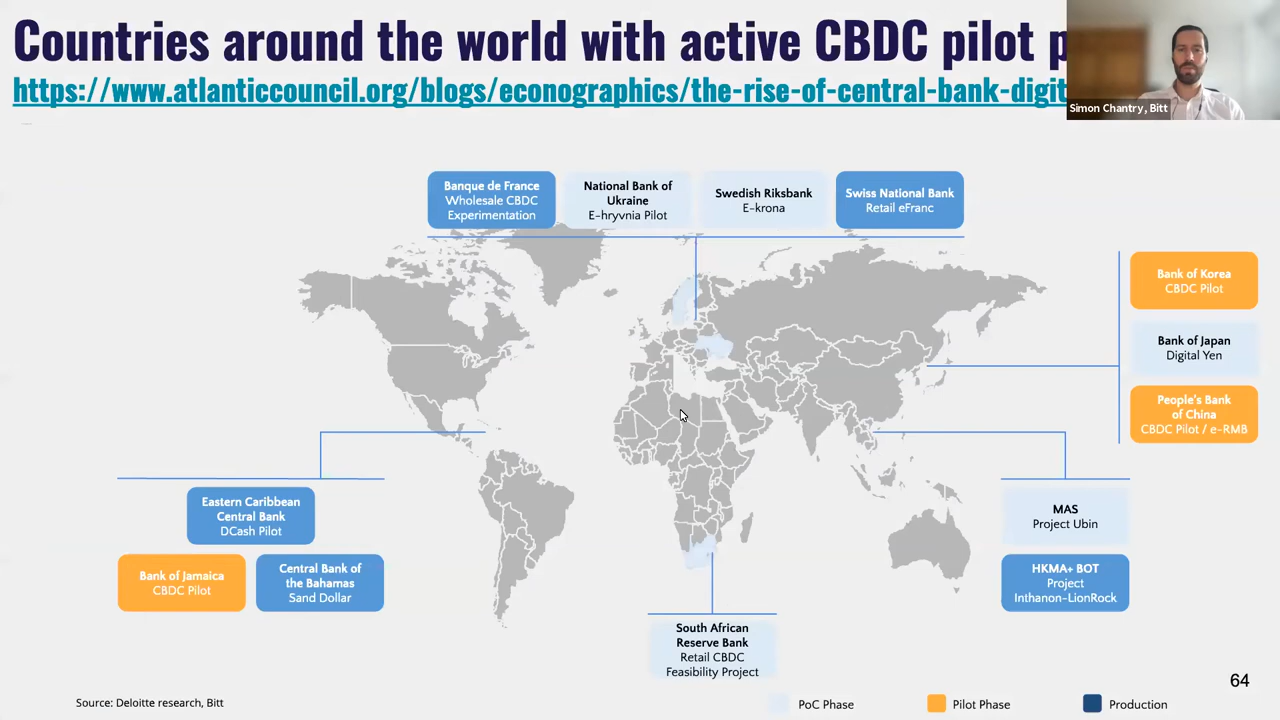 Countries around the world with active CBDC pilot
https://www.atlanticcouncil.org/blogs/econographics/the-rise-of-central-bank-digit
Simon Chantry, Bitt
Banque de France
Wholesale CBDC
Experimentation
National Bank of
Ukraine
E-hryvnia Pilot
Swedish Riksbank
E-krona
Swiss National Bank
Retail eFranc
Bank of Korea
CBDC Pilot
Bank of Japan
Digital Yen
People's Bank
of China
CBDC Pilot / e-RMB
Eastern Caribbean
Central Bank
DCash Pilot
Bank of Jamaica
CBDC Pilot
Central Bank of
the Bahamas
Sand Dollar
MAS
Project Ubin
HKMA+ BOT
Project
Inthanon-LionRock
South African
Reserve Bank
Retail CBDC
Feasibility Project
64
Source: Deloitte research, Bitt
PoC Phase
Pilot Phase
Production